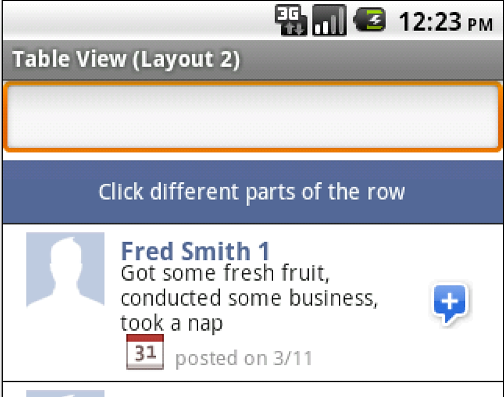 3G 12:23 PM
Table View (Layout 2)
Click different parts of the row
Fred Smith 1
Got some fresh fruit,
conducted some business,
took a nap
31 posted on 3/11